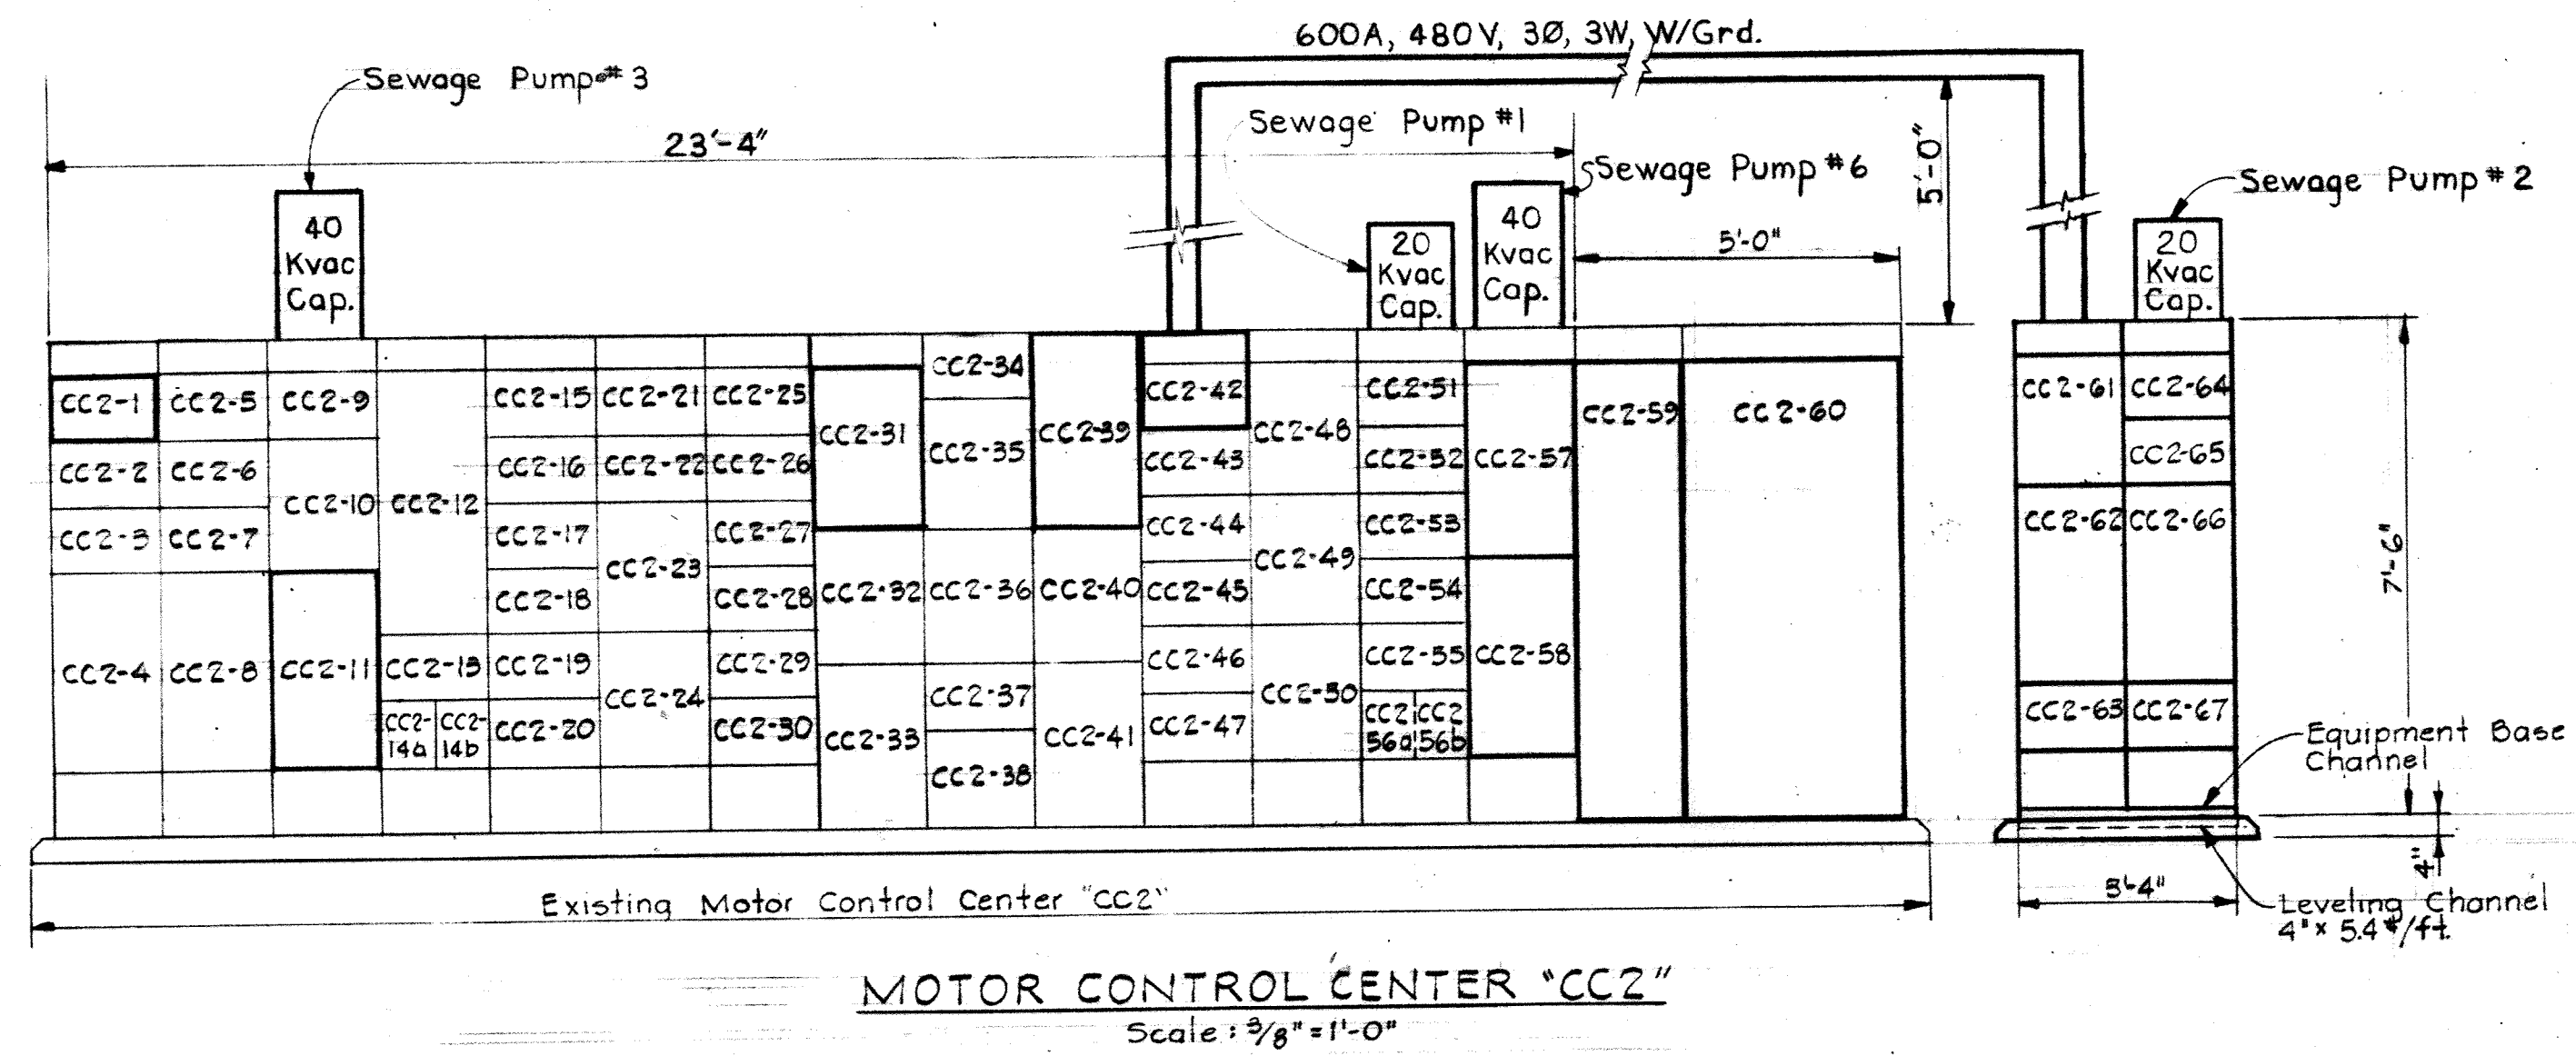 600A, 480V, 3Ø, 3W, W/Grd.
Sewage Pump #3
Sewage Pump #1
23'-4"
Sewage Pump #6
5'-0"
Sewage Pump #2
40
Kvac
Cap.
20
Kvac
Cap.
40
Kvac
Cap.
5'-0"
20
Kvac
Cap.
CC2-1
CC2-2
CC2-3
CC2-4
CC2-5
CC2-6
CC2-7
CC2-8
CC2-9
CC2-10
CC2-11
CC2-12
CC2-13
CC2-
14a
CC2-
14b
CC2-15
CC2-16
CC2-17
CC2-18
CC2-19
CC2-20
CC2-21
CC2-22
CC2-23
CC2-24
CC2-25
CC2-26
CC2-27
CC2-28
CC2-29
CC2-30
CC2-31
CC2-32
CC2-33
CC2-34
CC2-35
CC2-36
CC2-37
CC2-38
CC2-39
CC2-40
CC2-41
CC2-42
CC2-43
CC2-44
CC2-45
CC2-46
CC2-47
CC2-48
CC2-49
CC2-50
CC2-51
CC2-52
CC2-53
CC2-54
CC2-55
CC2
56a
CC2
56b
CC2-57
CC2-58
CC2-59
CC2-60
CC2-61
CC2-62
CC2-63
CC2-64
CC2-65
CC2-66
CC2-67
7'-6"
Equipment Base
Channel
4"
3'-4"
Leveling Channel
4" x 5.4#/ft.
Existing Motor Control Center "CC2"
MOTOR CONTROL CENTER "CC2"
Scale: 3/8" = 1'-0"